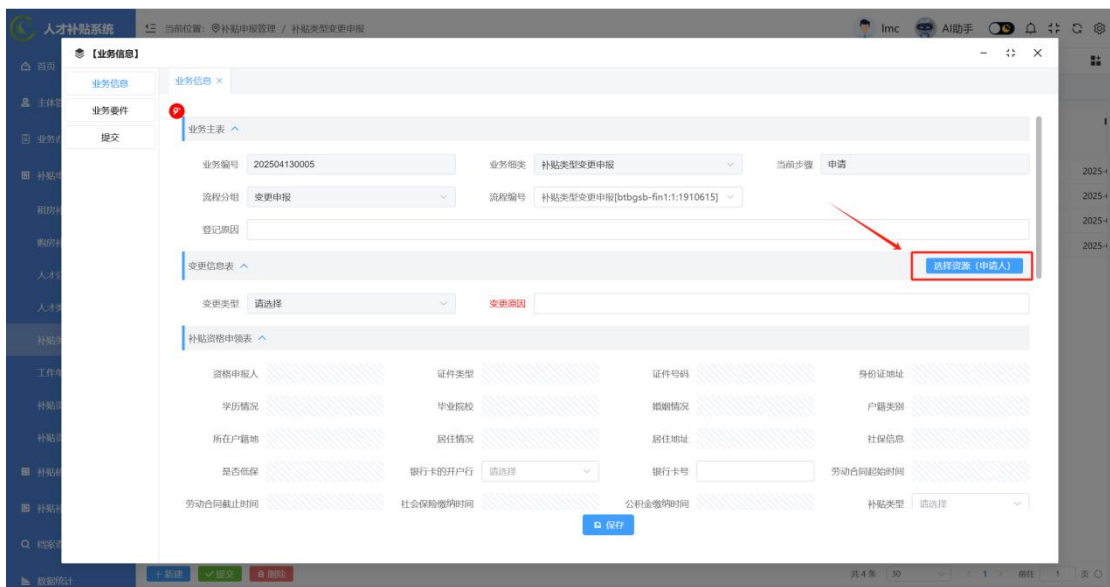 人才补贴系统 当前位置: 补贴申报管理 / 补贴类型变更申报 lmc AI助手
【业务信息】
首页
业务信息 业务信息 ×
业务要件
提交
业务主表
业务编号 202504130005 业务细类 补贴类型变更申报 当前步骤 申请
流程分组 变更申报 流程编号 补贴类型变更申报[btbgsb-fin1:1:1910615]
登记原因
变更信息表 选择资源（申请人）
变更类型 请选择 变更原因
补贴资格申领表
资格申报人 证件类型 证件号码 身份证地址
学历情况 毕业院校 婚姻情况 户籍类别
所在户籍地 居住情况 居住地址 社保信息
是否低保 银行卡的开户行 请选择 银行卡号 劳动合同起始时间
劳动合同截止时间 社会保险缴纳时间 公积金缴纳时间 补贴类型 请选择
保存
数据统计 +新建 提交 删除 共 4 条 30 1 前往 1 页
2025-
2025-
2025-
2025-